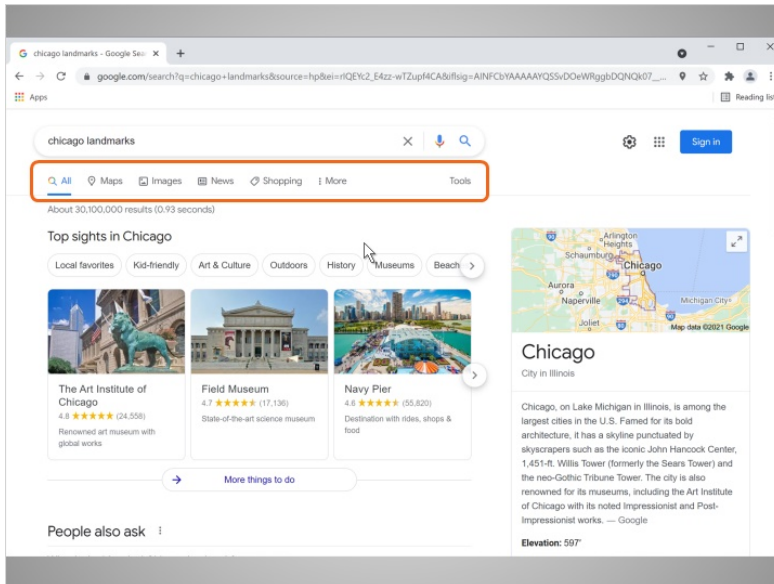 chicago landmarks - Google Sea
google.com/search?q=chicago+landmarks&source=hp&ei=rIQEYc2_E4zz-wTZupf4CA&iflsig=AINFCbYAAAAAYQSSvDOeWRggbDQNQk07__...
Apps
Reading list
chicago landmarks
Sign in
All Maps Images News Shopping More Tools
About 30,100,000 results (0.93 seconds)
Top sights in Chicago
Local favorites Kid-friendly Art & Culture Outdoors History Museums Beach
The Art Institute of
Chicago
4.8 (24,558)
Renowned art museum with
global works
Field Museum
4.7 (17,136)
State-of-the-art science museum
Navy Pier
4.6 (55,820)
Destination with rides, shops &
food
More things to do
People also ask
Arlington
Heights
Schaumburg
Chicago
Aurora
Naperville
Michigan City
Joliet
90
90
294
80
80
Map data ©2021 Google
Chicago
City in Illinois
Chicago, on Lake Michigan in Illinois, is among the
largest cities in the U.S. Famed for its bold
architecture, it has a skyline punctuated by
skyscrapers such as the iconic John Hancock Center,
1,451-ft. Willis Tower (formerly the Sears Tower) and
the neo-Gothic Tribune Tower. The city is also
renowned for its museums, including the Art Institute
of Chicago with its noted Impressionist and Post-
Impressionist works. — Google
Elevation: 597'